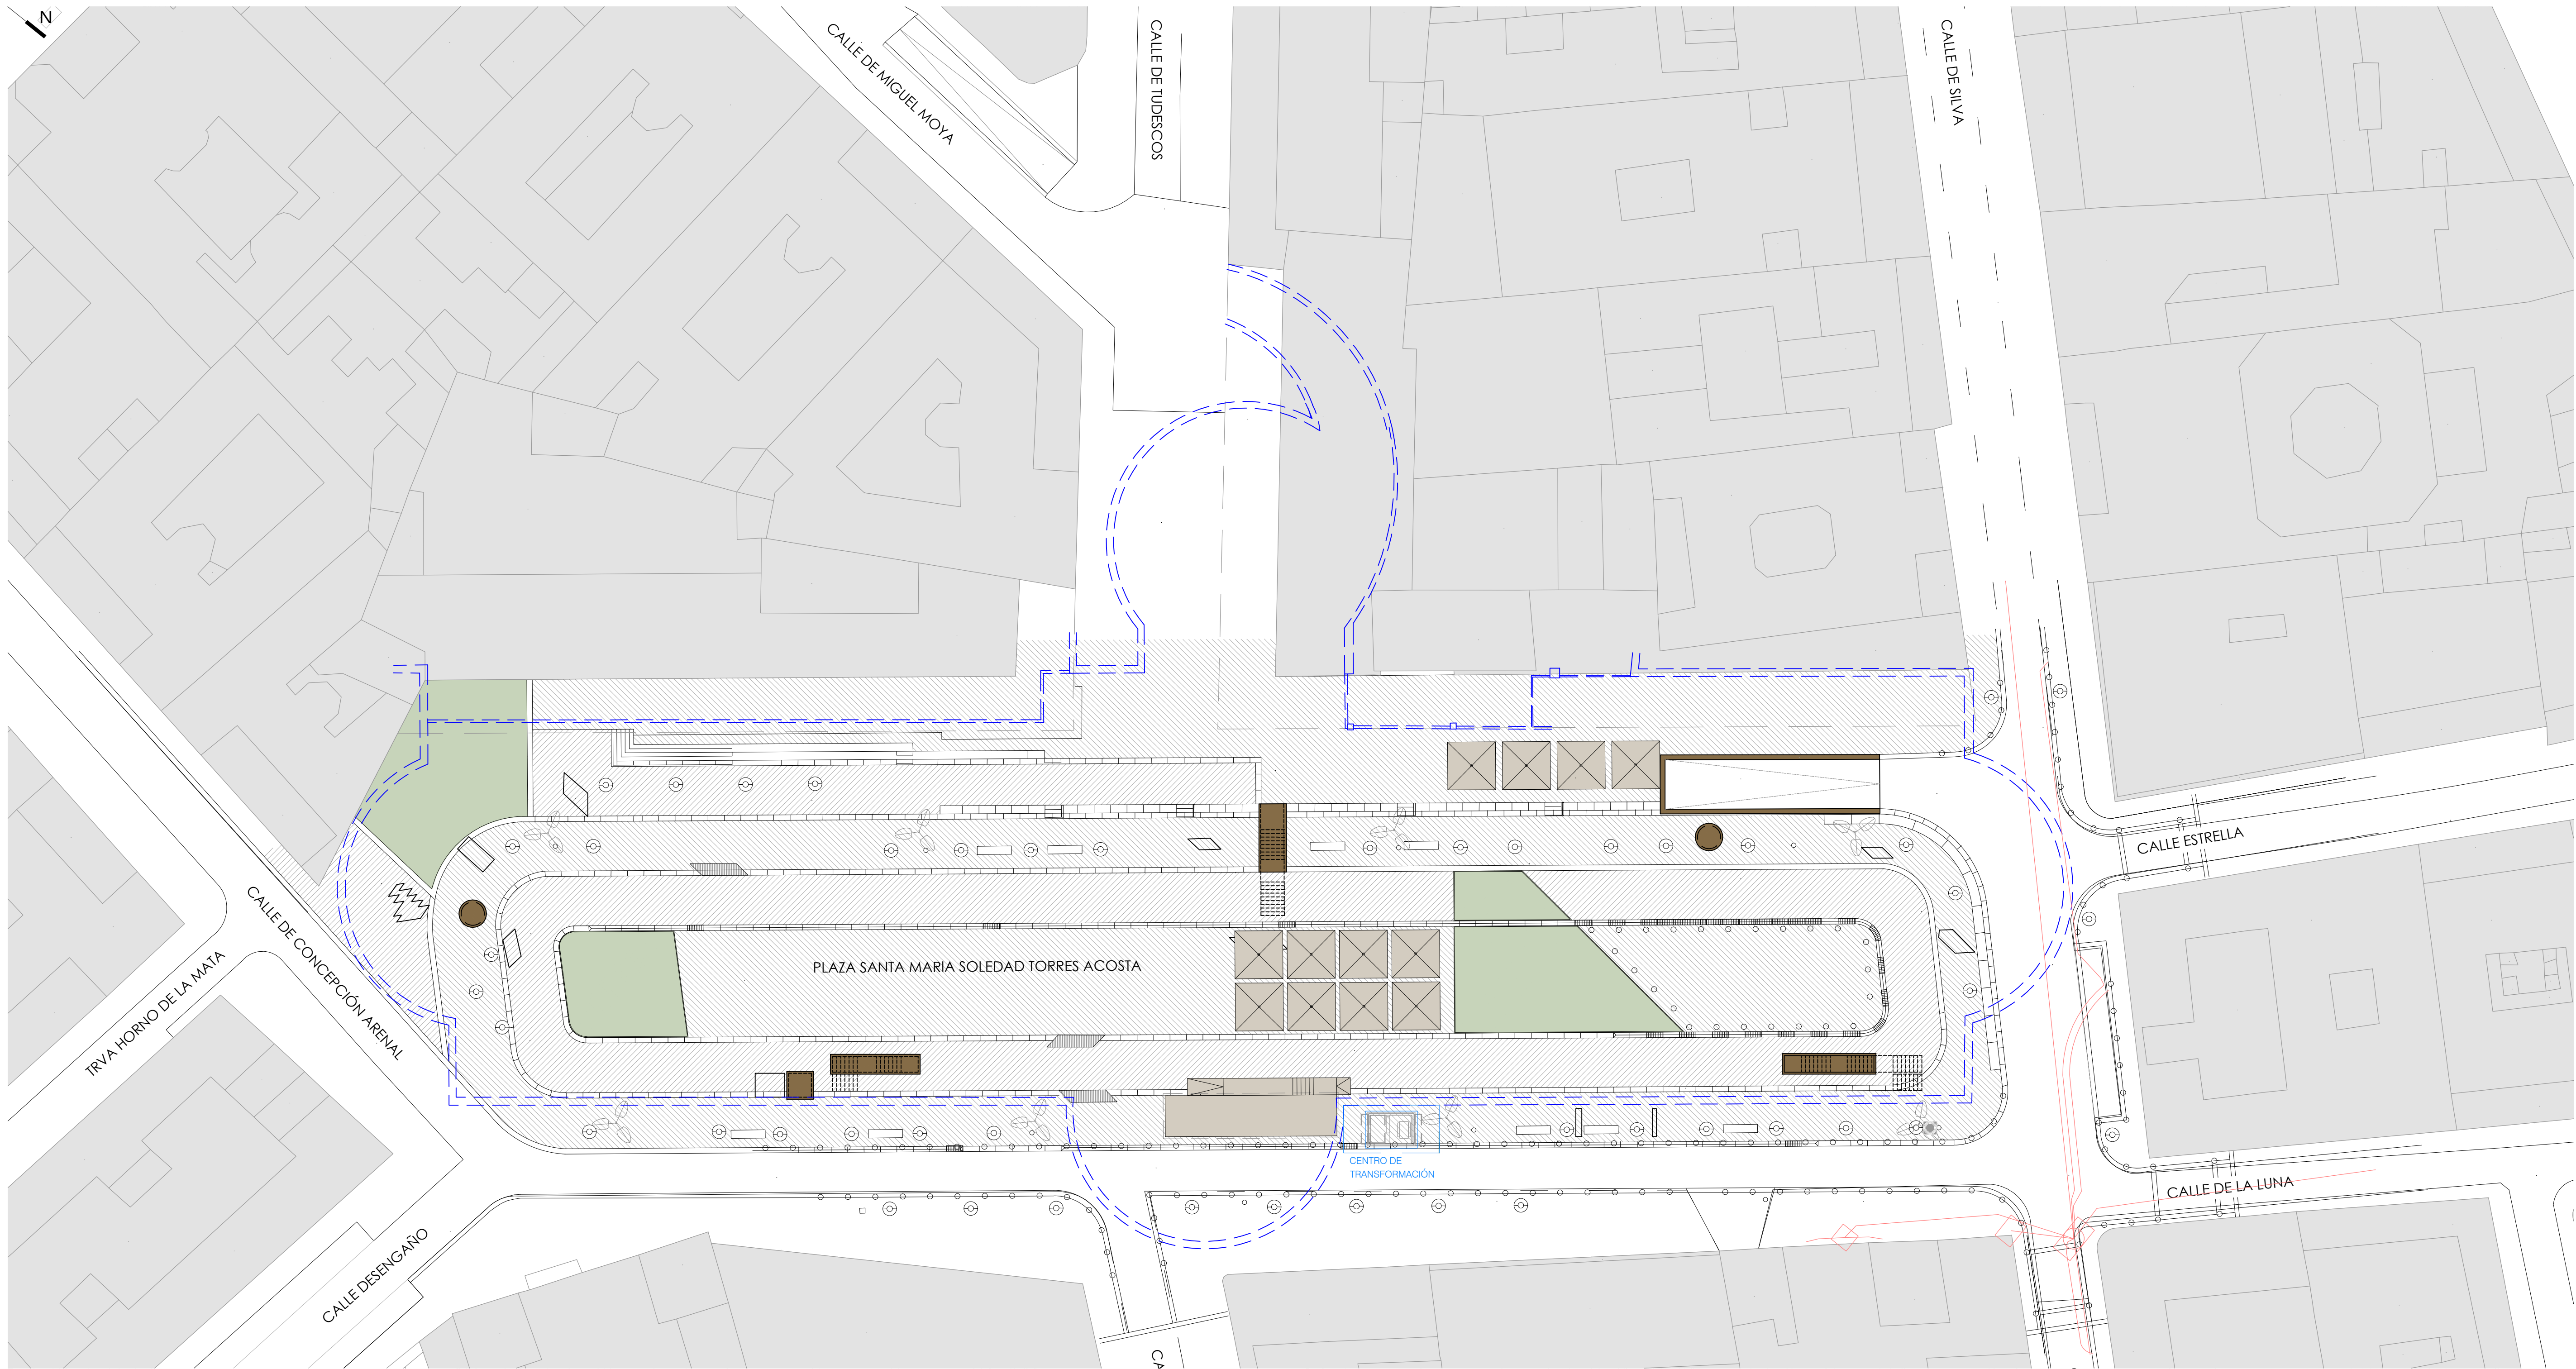 N
CALLE DE MIGUEL MOYA
CALLE DE TUDESCOS
CALLE DE SILVA
CALLE ESTRELLA
CALLE DE CONCEPCIÓN ARENAL
TRVA HORNO DE LA MATA
PLAZA SANTA MARIA SOLEDAD TORRES ACOSTA
CENTRO DE
TRANSFORMACIÓN
CALLE DE LA LUNA
CALLE DESENGAÑO
CA